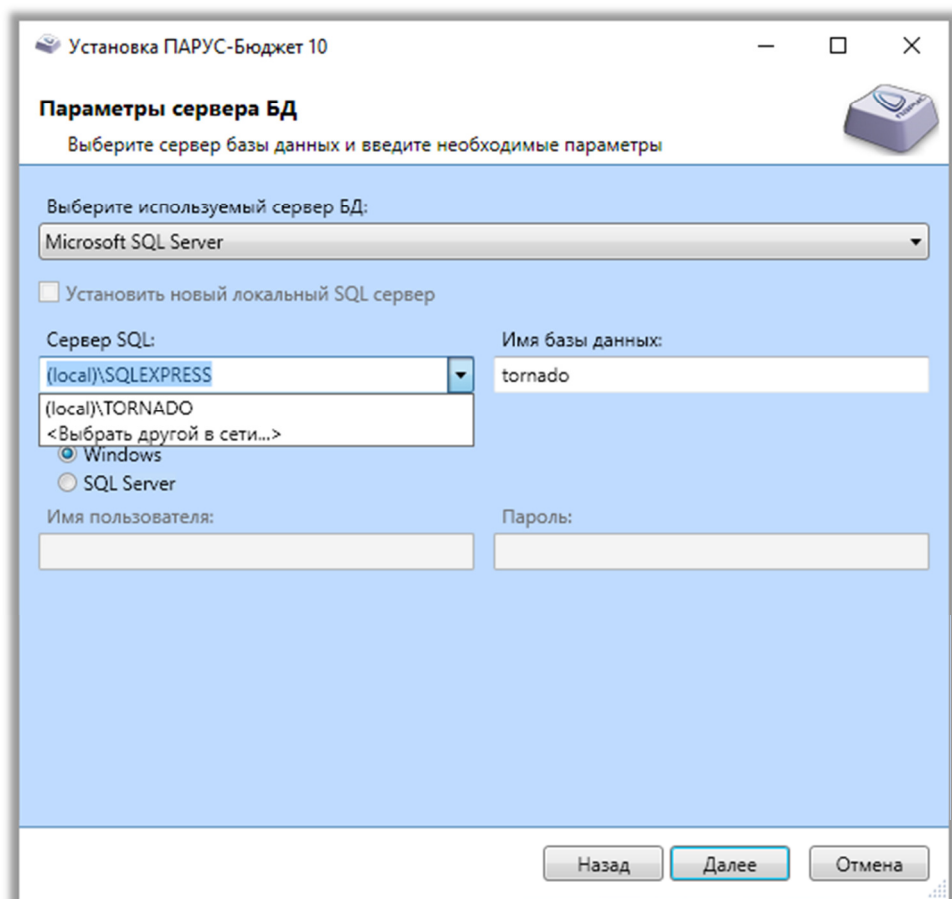 Установка ПАРУС-Бюджет 10
Параметры сервера БД
Выберите сервер базы данных и введите необходимые параметры
ПАРУС
Выберите используемый сервер БД:
Microsoft SQL Server
Установить новый локальный SQL сервер
Сервер SQL:
Имя базы данных:
(local)\SQLEXPRESS
tornado
(local)\TORNADO
<Выбрать другой в сети...>
Windows
SQL Server
Имя пользователя:
Пароль:
Назад
Далее
Отмена